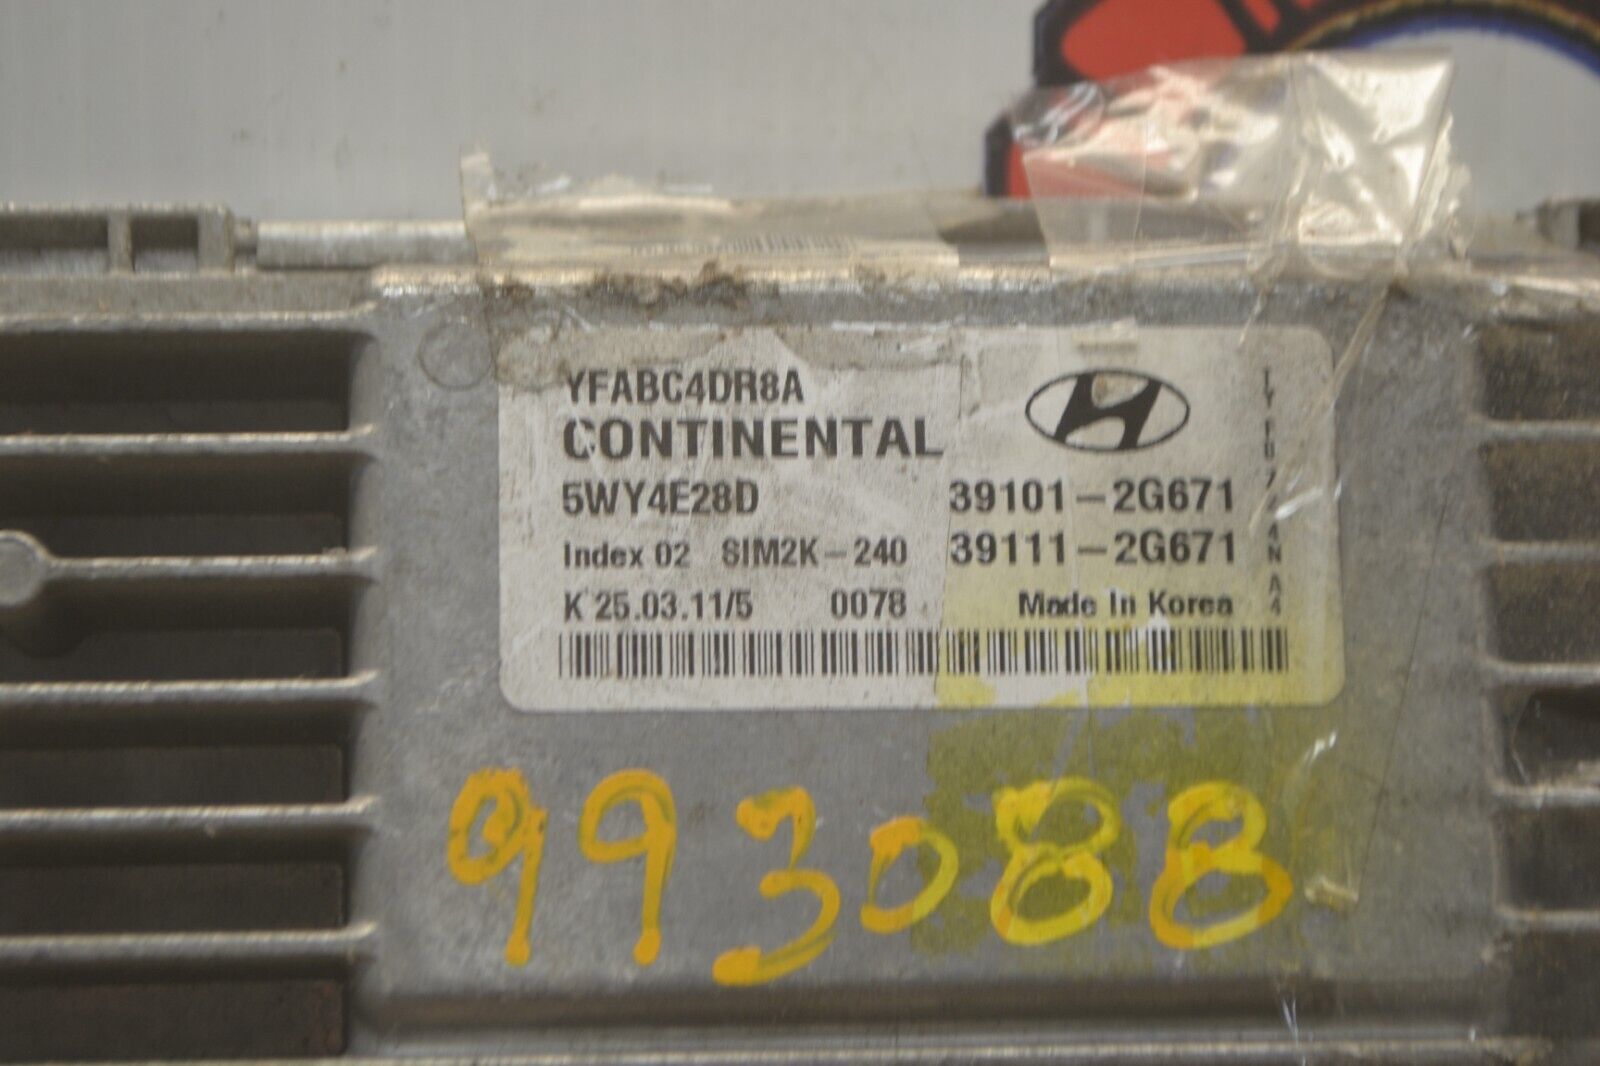 YFABC4DR8A
CONTINENTAL
5WY4E28D 39101-2G671
Index 02 SIM2K-240 39111-2G671
K 25.03.11/5 0078 Made In Korea
993088